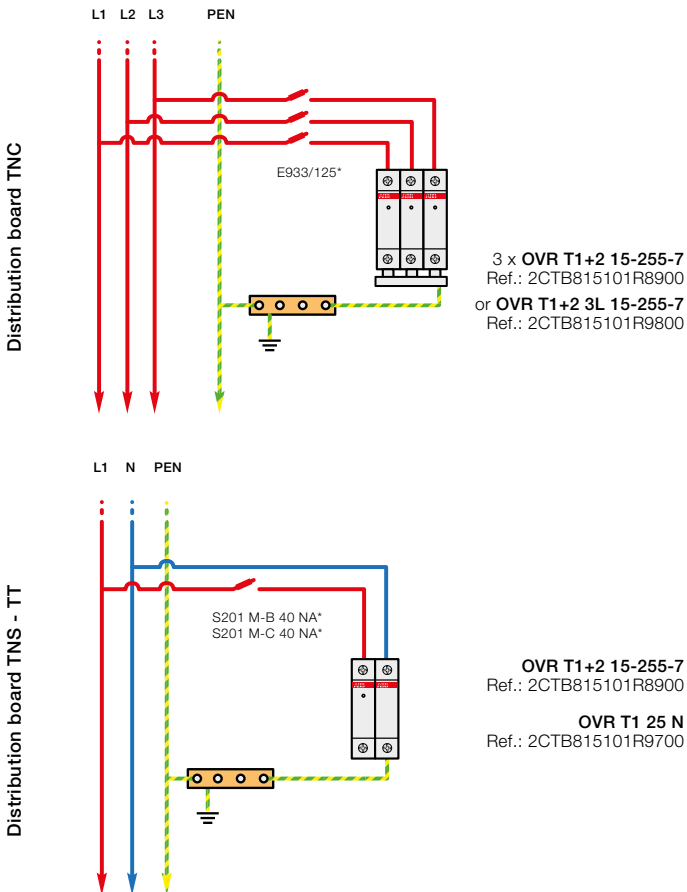 L1 L2 L3 PEN
Distribution board TNC
E933/125*
3 x OVR T1+2 15-255-7
Ref.: 2CTB815101R8900
or OVR T1+2 3L 15-255-7
Ref.: 2CTB815101R9800
L1 N PEN
Distribution board TNS - TT
S201 M-B 40 NA*
S201 M-C 40 NA*
OVR T1+2 15-255-7
Ref.: 2CTB815101R8900
OVR T1 25 N
Ref.: 2CTB815101R9700